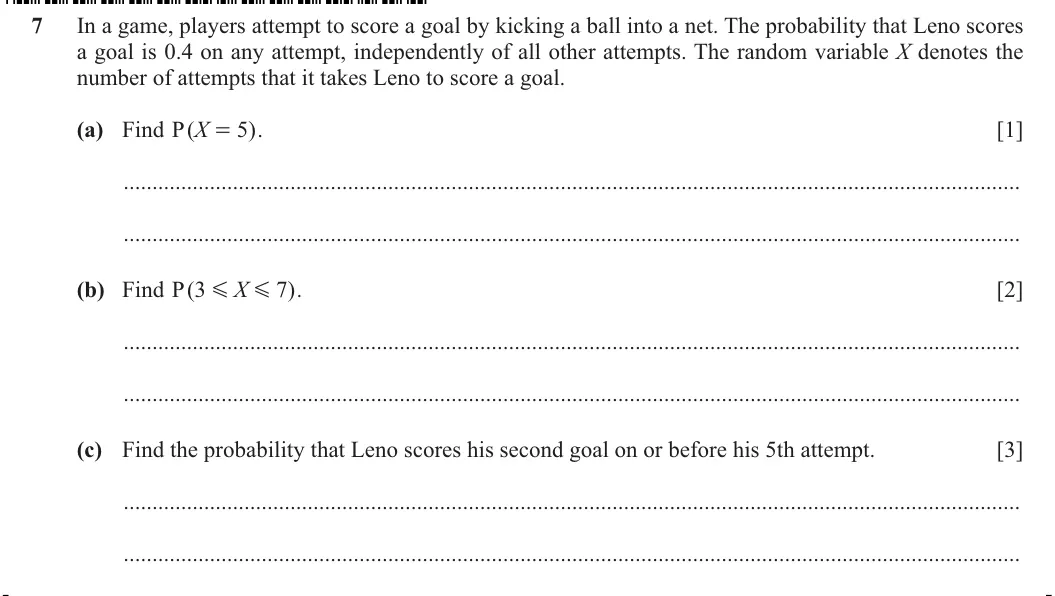 7 In a game, players attempt to score a goal by kicking a ball into a net. The probability that Leno scores
a goal is 0.4 on any attempt, independently of all other attempts. The random variable X denotes the
number of attempts that it takes Leno to score a goal.
(a) Find P(X = 5). [1]
(b) Find P(3 ⩽ X ⩽ 7). [2]
(c) Find the probability that Leno scores his second goal on or before his 5th attempt. [3]